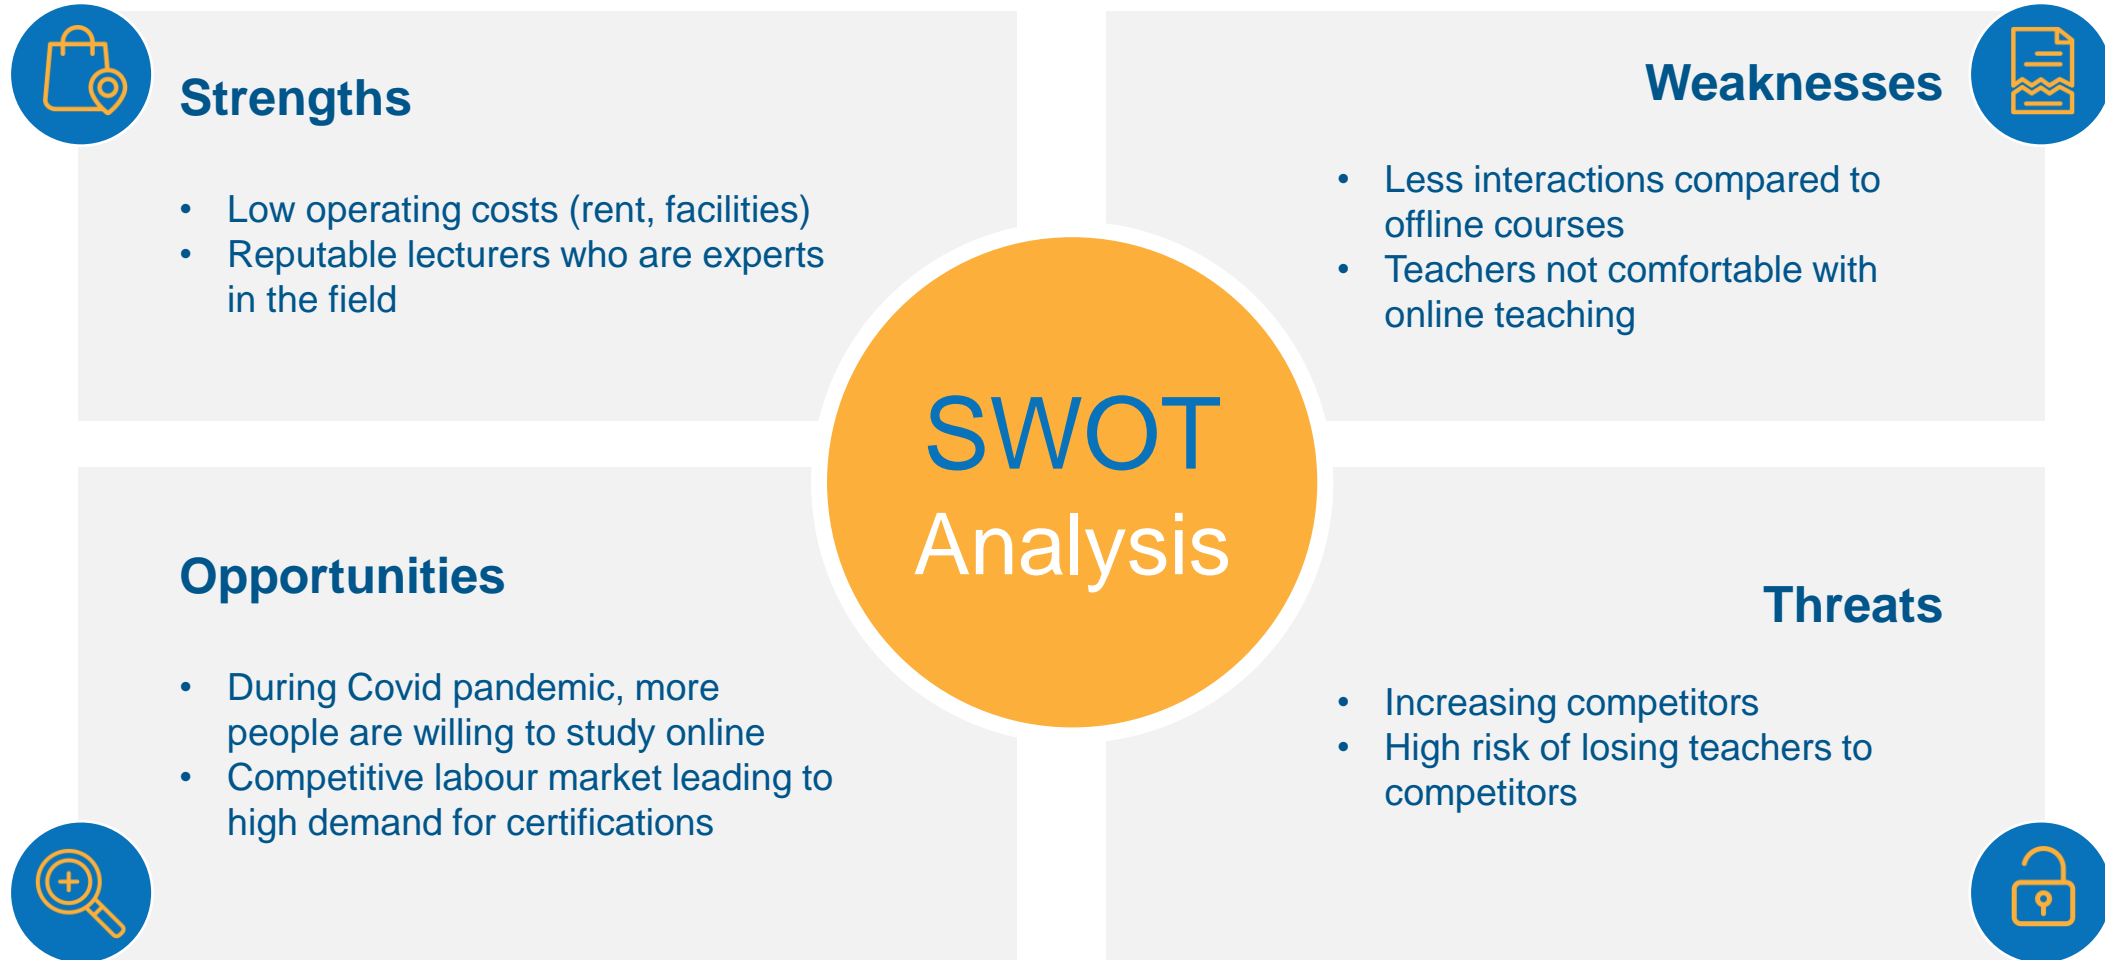 Strengths
• Low operating costs (rent, facilities)
• Reputable lecturers who are experts
in the field
Weaknesses
• Less interactions compared to
offline courses
• Teachers not comfortable with
online teaching
SWOT
Analysis
Opportunities
• During Covid pandemic, more
people are willing to study online
• Competitive labour market leading to
high demand for certifications
Threats
• Increasing competitors
• High risk of losing teachers to
competitors